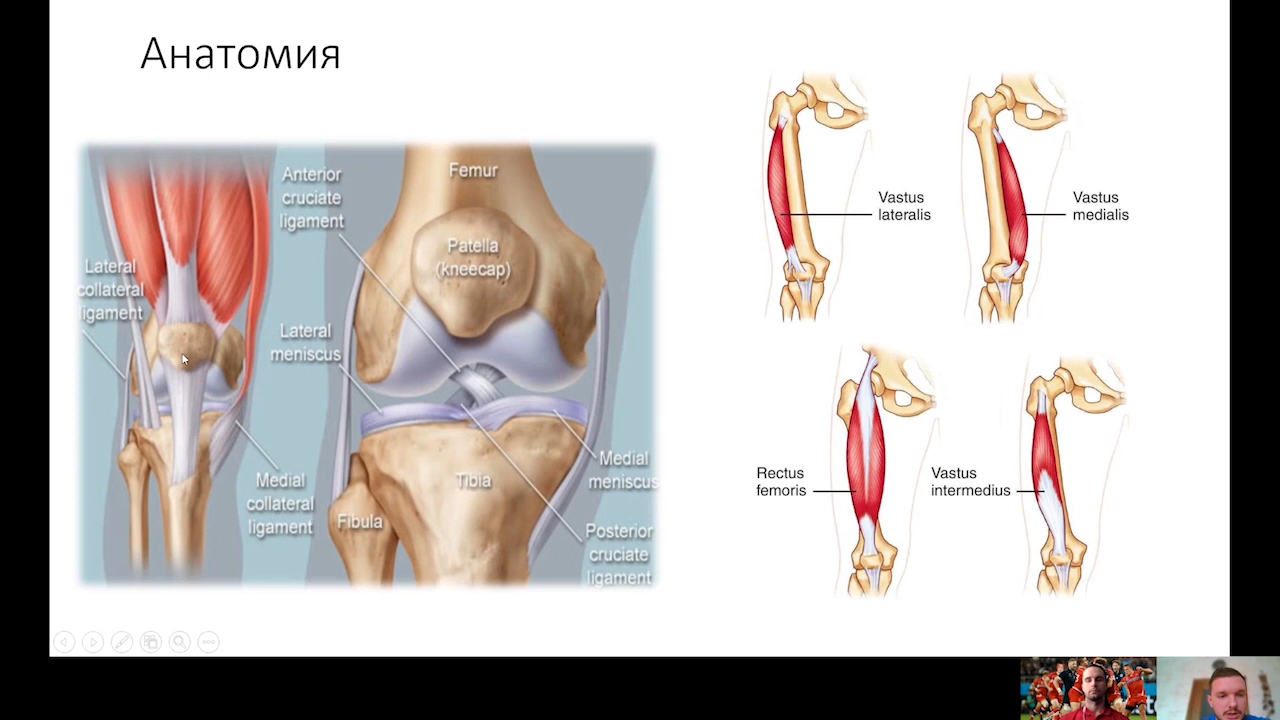 Анатомия
Anterior
cruciate
ligament
Femur
Patella
(kneecap)
Lateral
collateral
ligament
Lateral
meniscus
Medial
collateral
ligament
Tibia
Fibula
Medial
meniscus
Posterior
cruciate
ligament
Vastus
lateralis
Vastus
medialis
Rectus
femoris
Vastus
intermedius